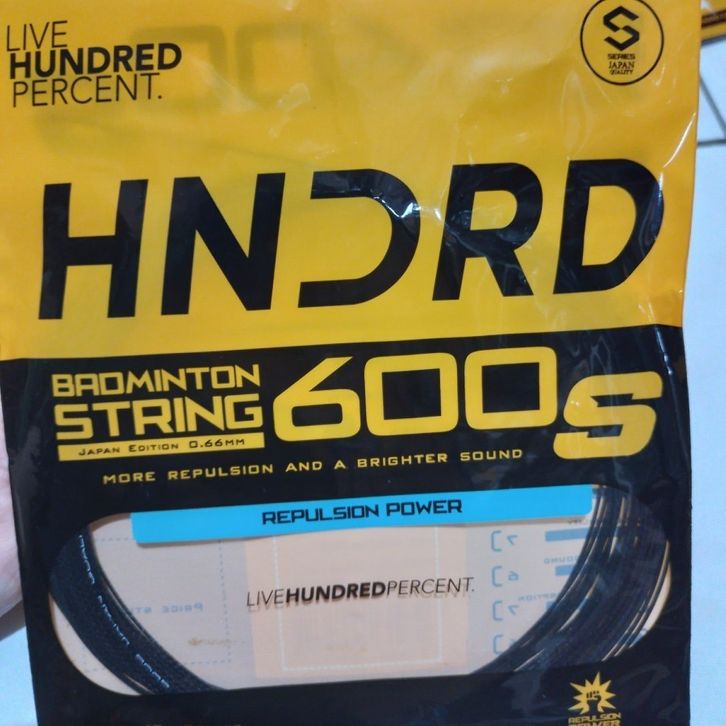 LIVE
HUNDRED
PERCENT.
S
SERIES
JAPAN
QUALITY
HNDRD
BADMINTON
STRING
JAPAN EDITION 0.66MM
600s
MORE REPULSION AND A BRIGHTER SOUND
REPULSION POWER
LIVEHUNDREDPERCENT.
REPULSION
POWER